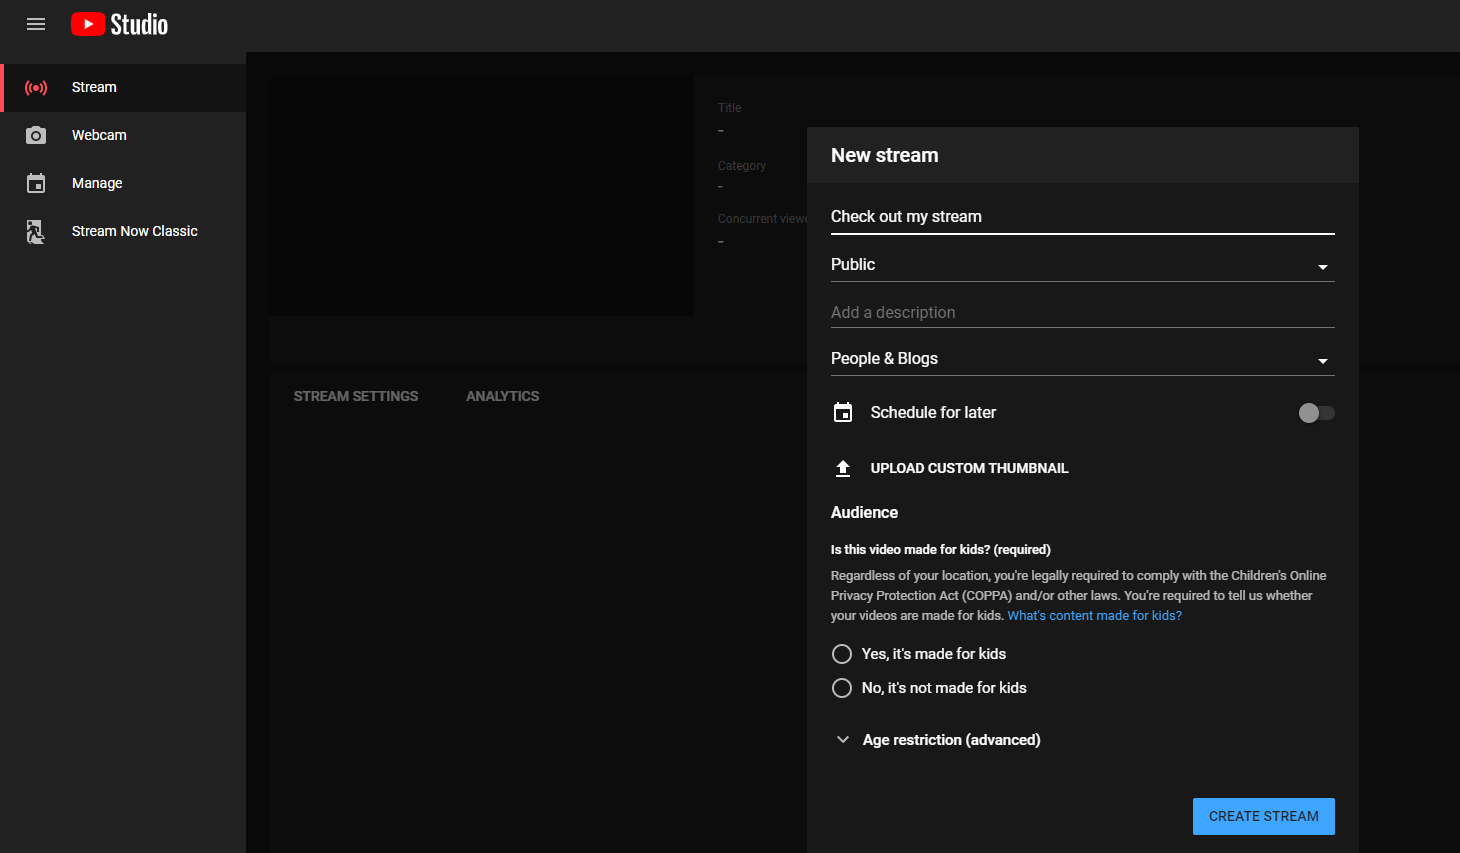 Studio
Stream
Webcam
Manage
Stream Now Classic
Title
-
Category
-
Concurrent viewe
-
STREAM SETTINGS
ANALYTICS
New stream
Check out my stream
Public
Add a description
People & Blogs
Schedule for later
UPLOAD CUSTOM THUMBNAIL
Audience
Is this video made for kids? (required)
Regardless of your location, you're legally required to comply with the Children's Online
Privacy Protection Act (COPPA) and/or other laws. You're required to tell us whether
your videos are made for kids. What's content made for kids?
Yes, it's made for kids
No, it's not made for kids
Age restriction (advanced)
CREATE STREAM